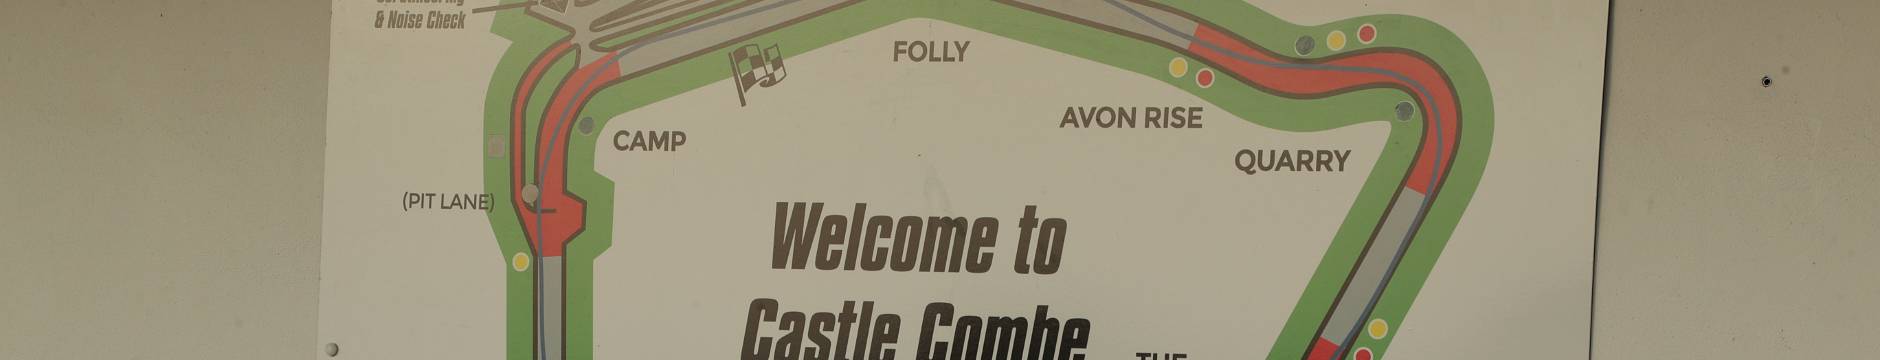 & Noise Check
FOLLY
AVON RISE
CAMP
QUARRY
(PIT LANE)
Welcome to
Castle Combe
THE